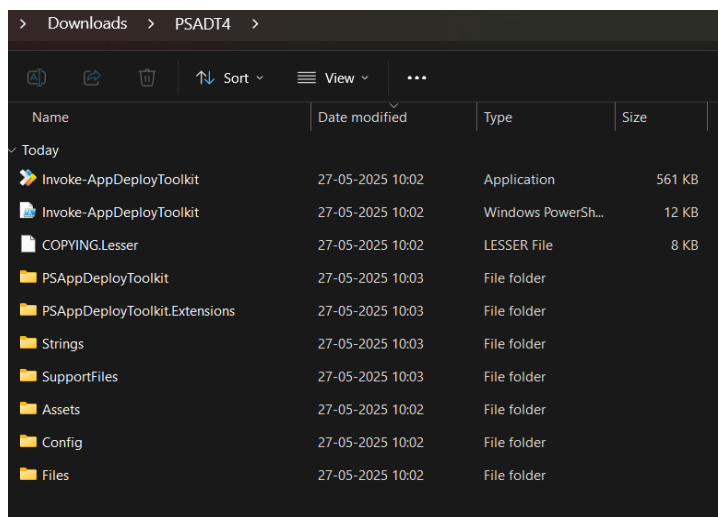 > Downloads > PSADT4 >
Sort View ...
Name Date modified Type Size
Today
Invoke-AppDeployToolkit 27-05-2025 10:02 Application 561 KB
Invoke-AppDeployToolkit 27-05-2025 10:02 Windows PowerSh... 12 KB
COPYING.Lesser 27-05-2025 10:02 LESSER File 8 KB
PSAppDeployToolkit 27-05-2025 10:03 File folder
PSAppDeployToolkit.Extensions 27-05-2025 10:03 File folder
Strings 27-05-2025 10:03 File folder
SupportFiles 27-05-2025 10:03 File folder
Assets 27-05-2025 10:02 File folder
Config 27-05-2025 10:02 File folder
Files 27-05-2025 10:02 File folder